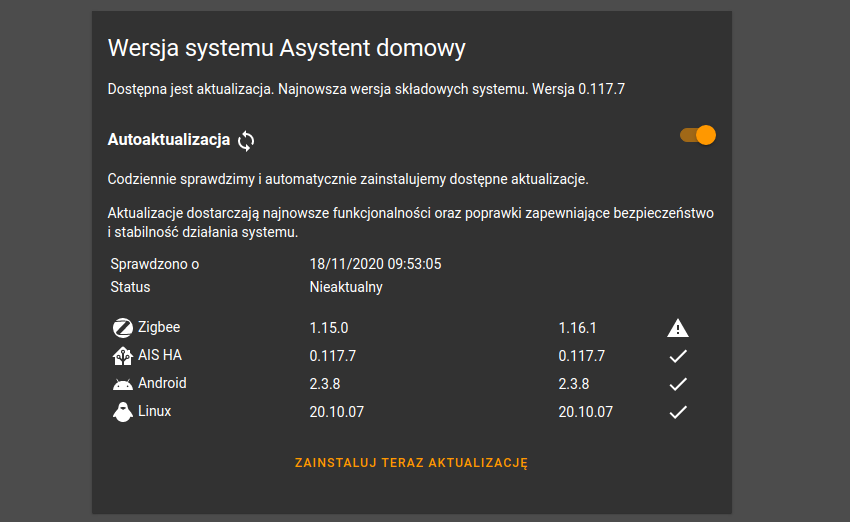 Wersja systemu Asystent domowy
Dostępna jest aktualizacja. Najnowsza wersja składowych systemu. Wersja 0.117.7
Autoaktualizacja
Codziennie sprawdzimy i automatycznie zainstalujemy dostępne aktualizacje.
Aktualizacje dostarczają najnowsze funkcjonalności oraz poprawki zapewniające bezpieczeństwo
i stabilność działania systemu.
Sprawdzono o 18/11/2020 09:53:05
Status Nieaktualny
Zigbee 1.15.0 1.16.1
AIS HA 0.117.7 0.117.7
Android 2.3.8 2.3.8
Linux 20.10.07 20.10.07
ZAINSTALUJ TERAZ AKTUALIZACJĘ